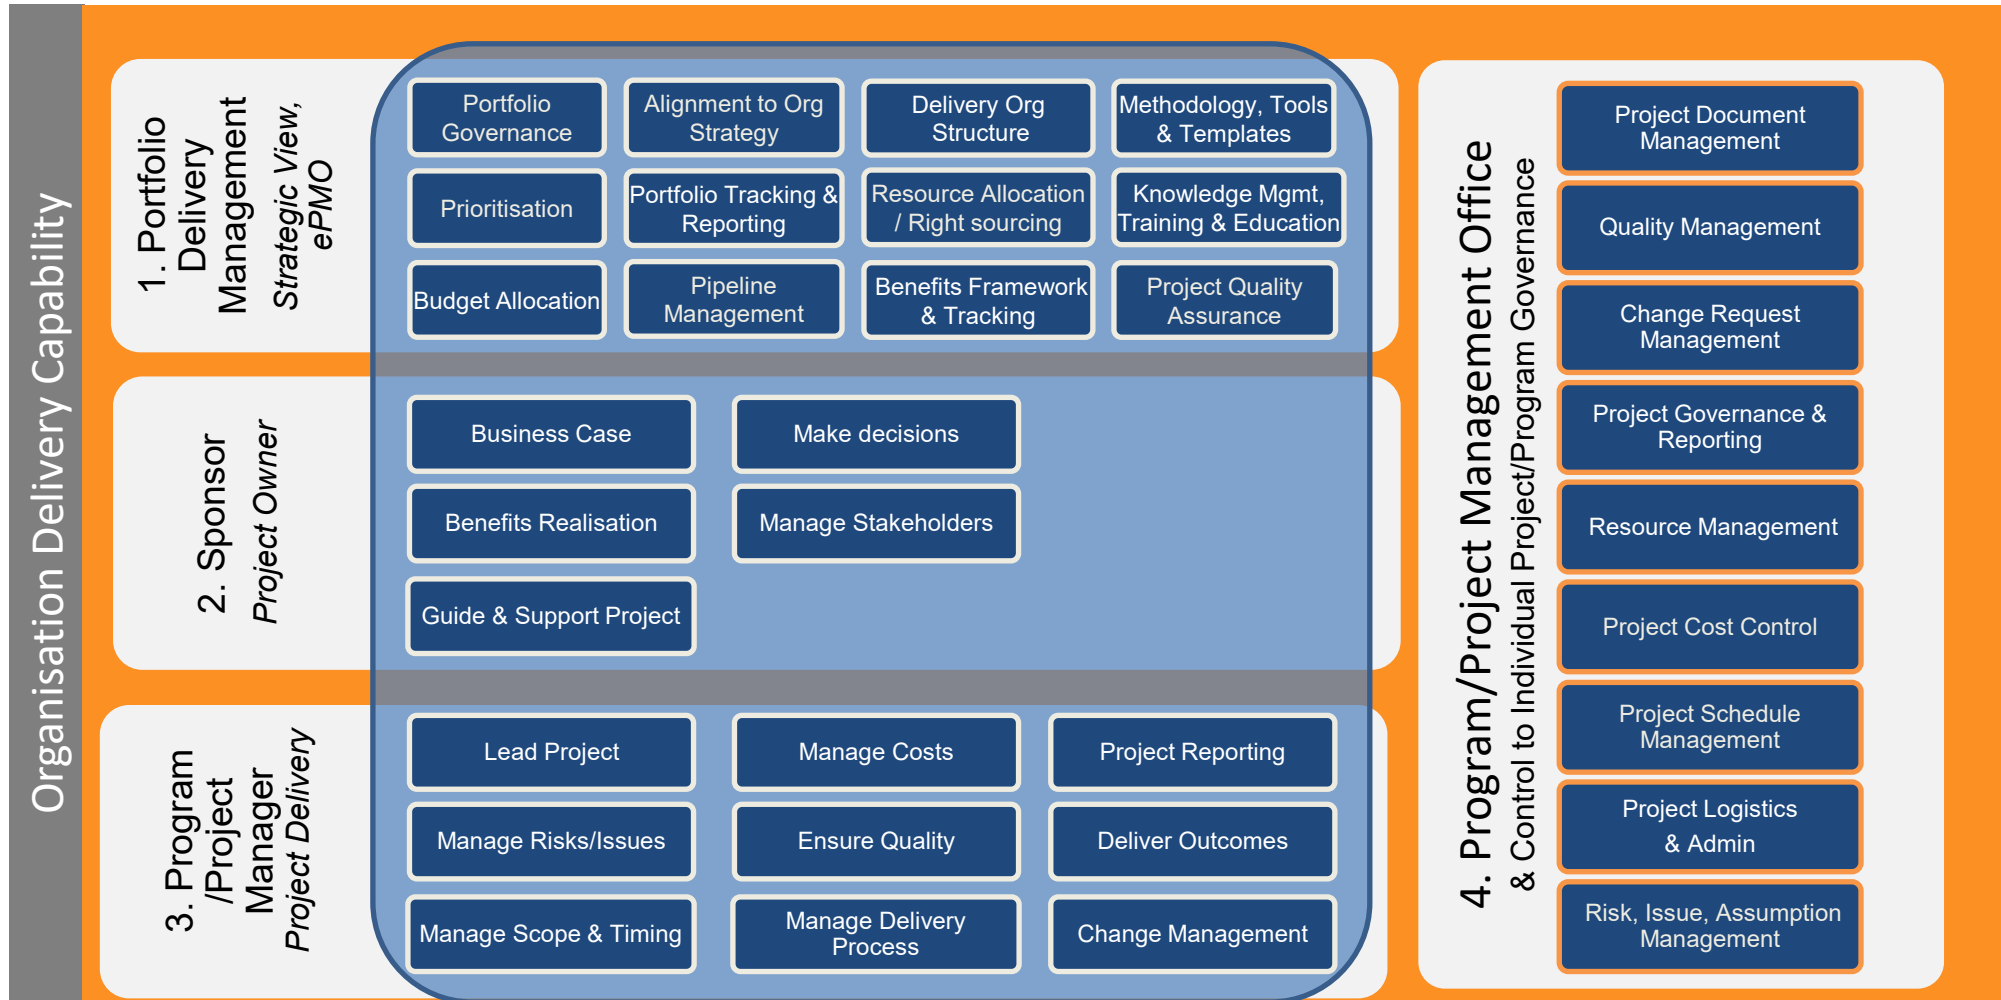 Organisation Delivery Capability
1. Portfolio
Delivery
Management
Strategic View,
ePMO
Portfolio
Governance
Alignment to Org
Strategy
Delivery Org
Structure
Methodology, Tools
& Templates
Prioritisation
Portfolio Tracking &
Reporting
Resource Allocation
/ Right sourcing
Knowledge Mgmt,
Training & Education
Budget Allocation
Pipeline
Management
Benefits Framework
& Tracking
Project Quality
Assurance
2. Sponsor
Project Owner
Business Case
Make decisions
Benefits Realisation
Manage Stakeholders
Guide & Support Project
3. Program
/Project
Manager
Project Delivery
Lead Project
Manage Costs
Project Reporting
Manage Risks/Issues
Ensure Quality
Deliver Outcomes
Manage Scope & Timing
Manage Delivery
Process
Change Management
4. Program/Project Management Office
& Control to Individual Project/Program Governance
Project Document
Management
Quality Management
Change Request
Management
Project Governance &
Reporting
Resource Management
Project Cost Control
Project Schedule
Management
Project Logistics
& Admin
Risk, Issue, Assumption
Management